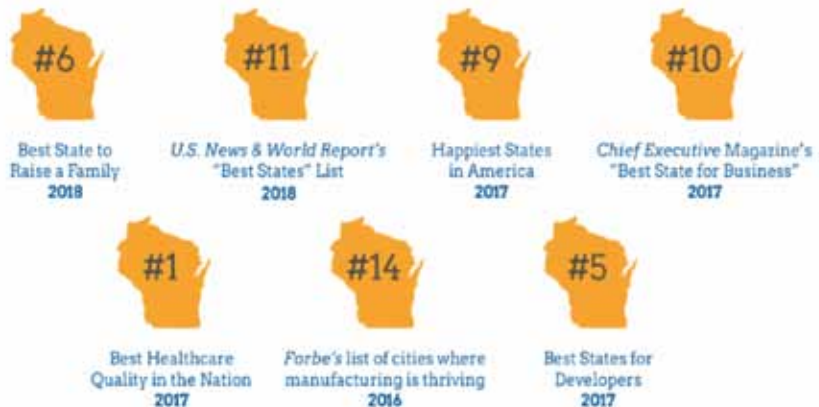 #6
Best State to
Raise a Family
2018
#11
U.S. News & World Report's
"Best States" List
2018
#9
Happiest States
in America
2017
#10
Chief Executive Magazine's
"Best State for Business"
2017
#1
Best Healthcare
Quality in the Nation
2017
#14
Forbe's list of cities where
manufacturing is thriving
2016
#5
Best States for
Developers
2017